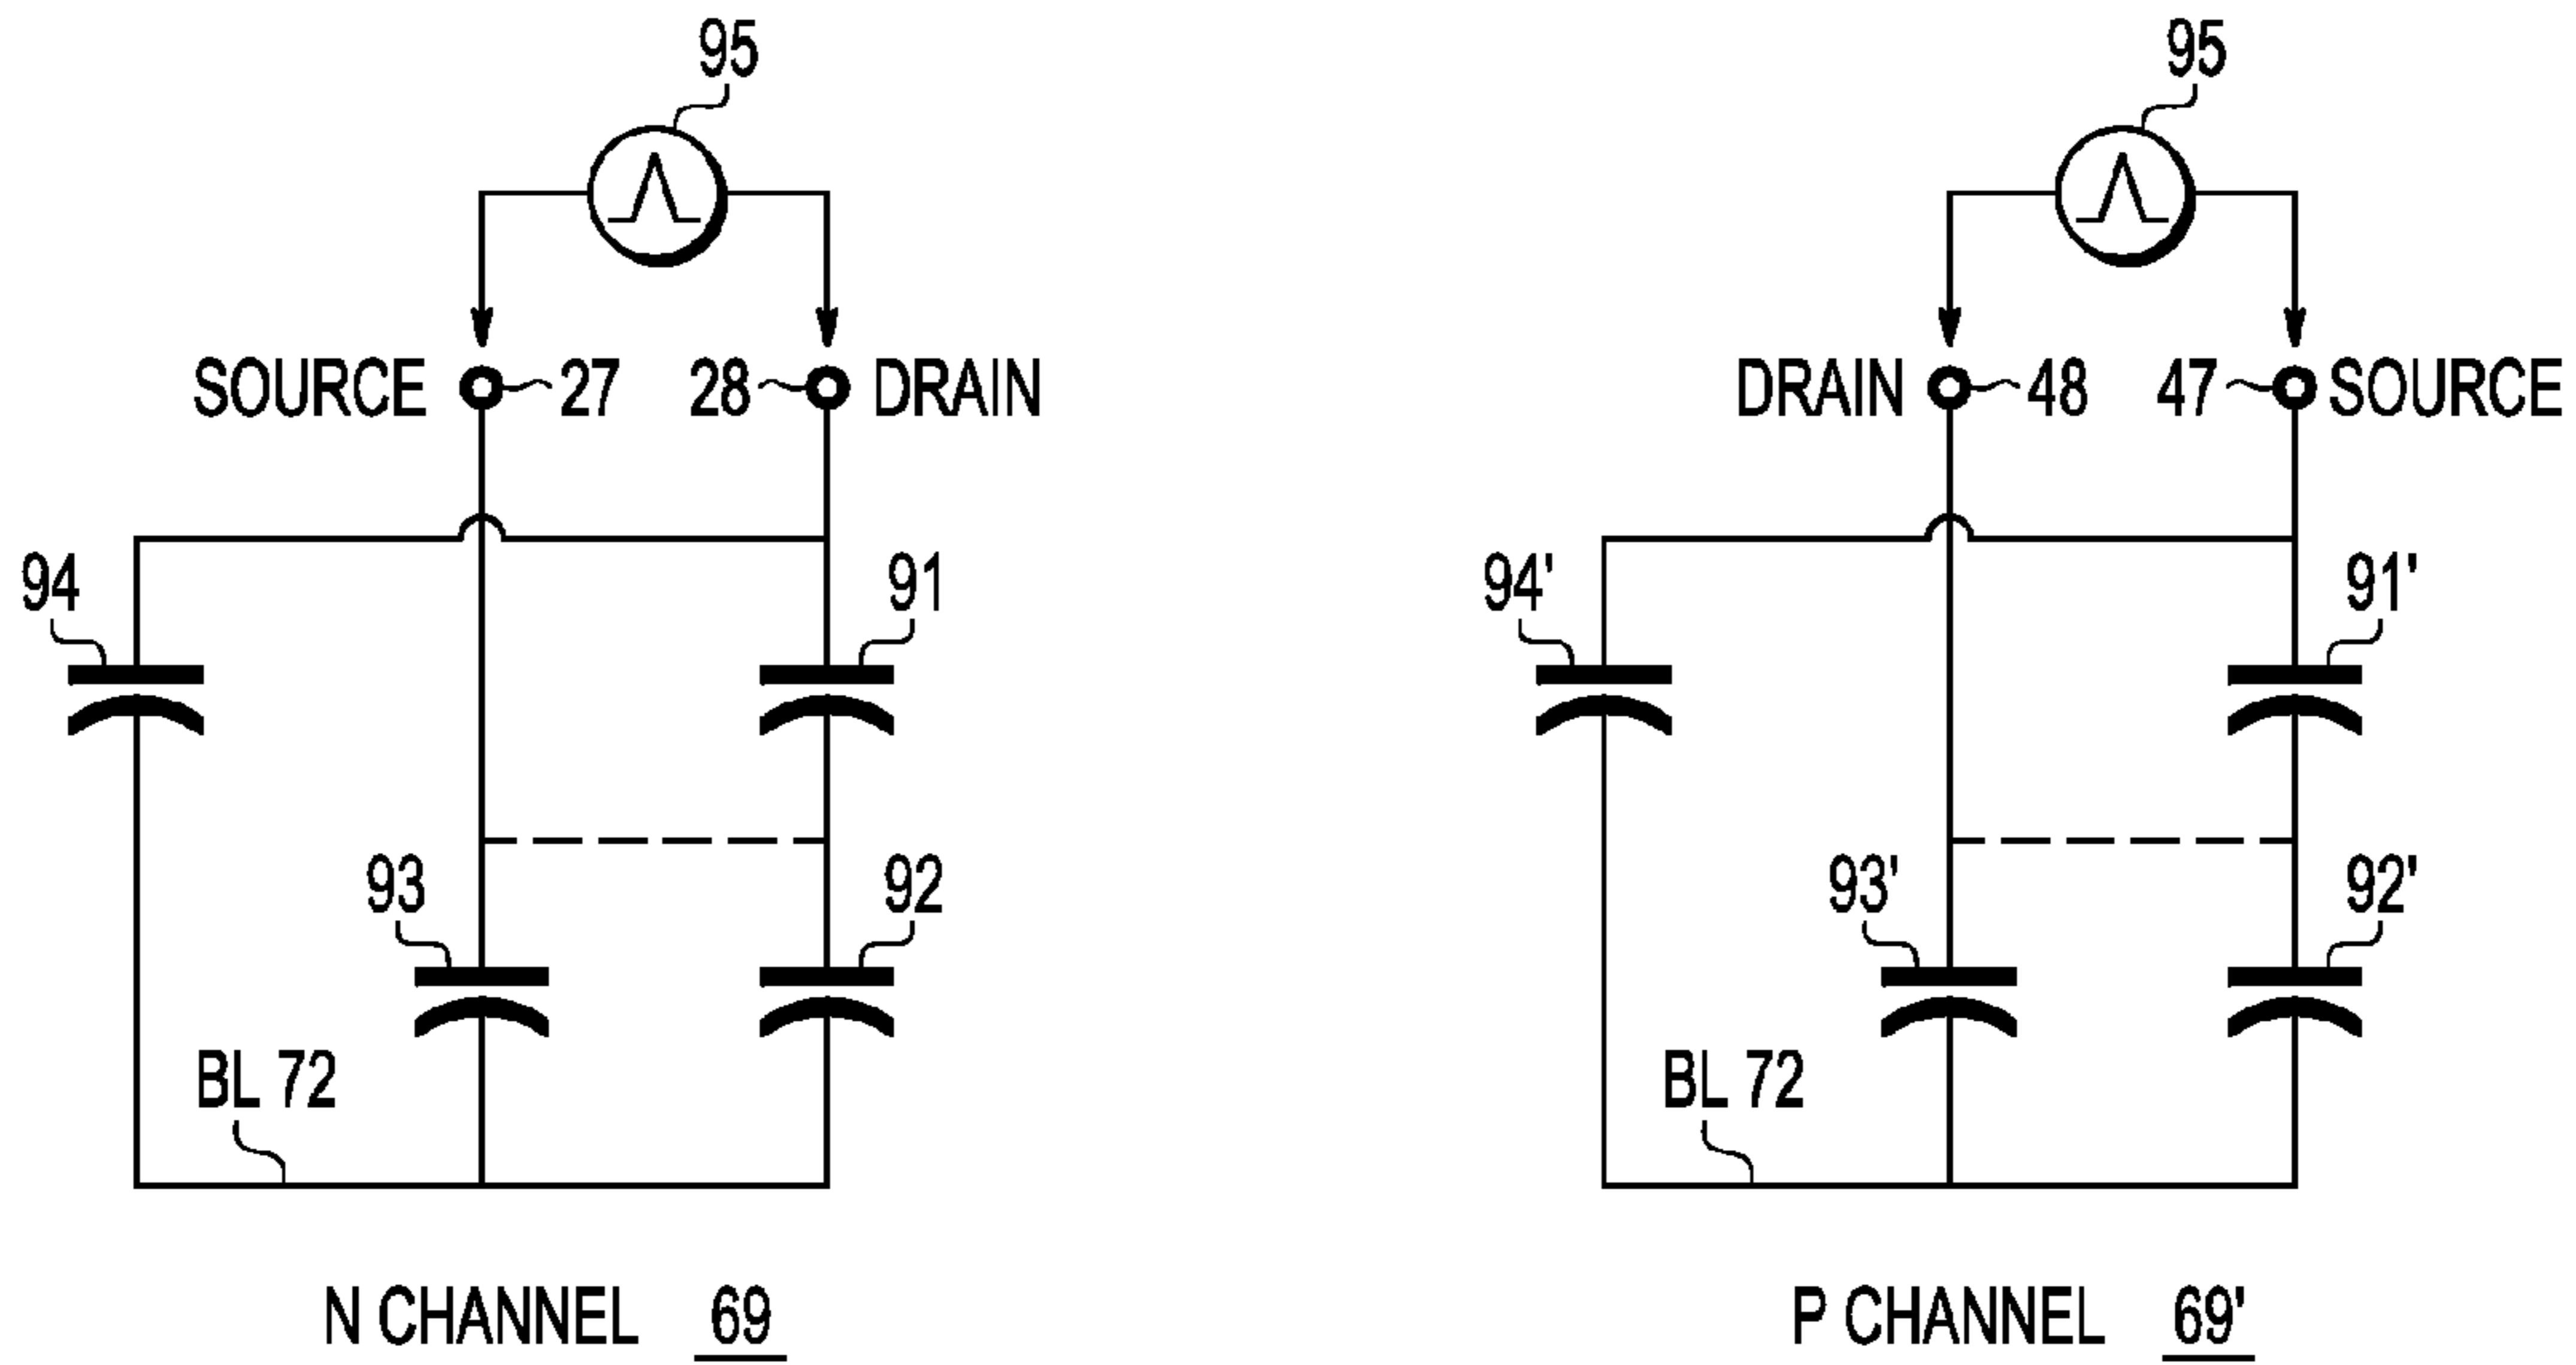 95
SOURCE 27 28 DRAIN
94
91
93
92
BL 72
N CHANNEL 69
95
DRAIN 48 47 SOURCE
94'
91'
93'
92'
BL 72
P CHANNEL 69'